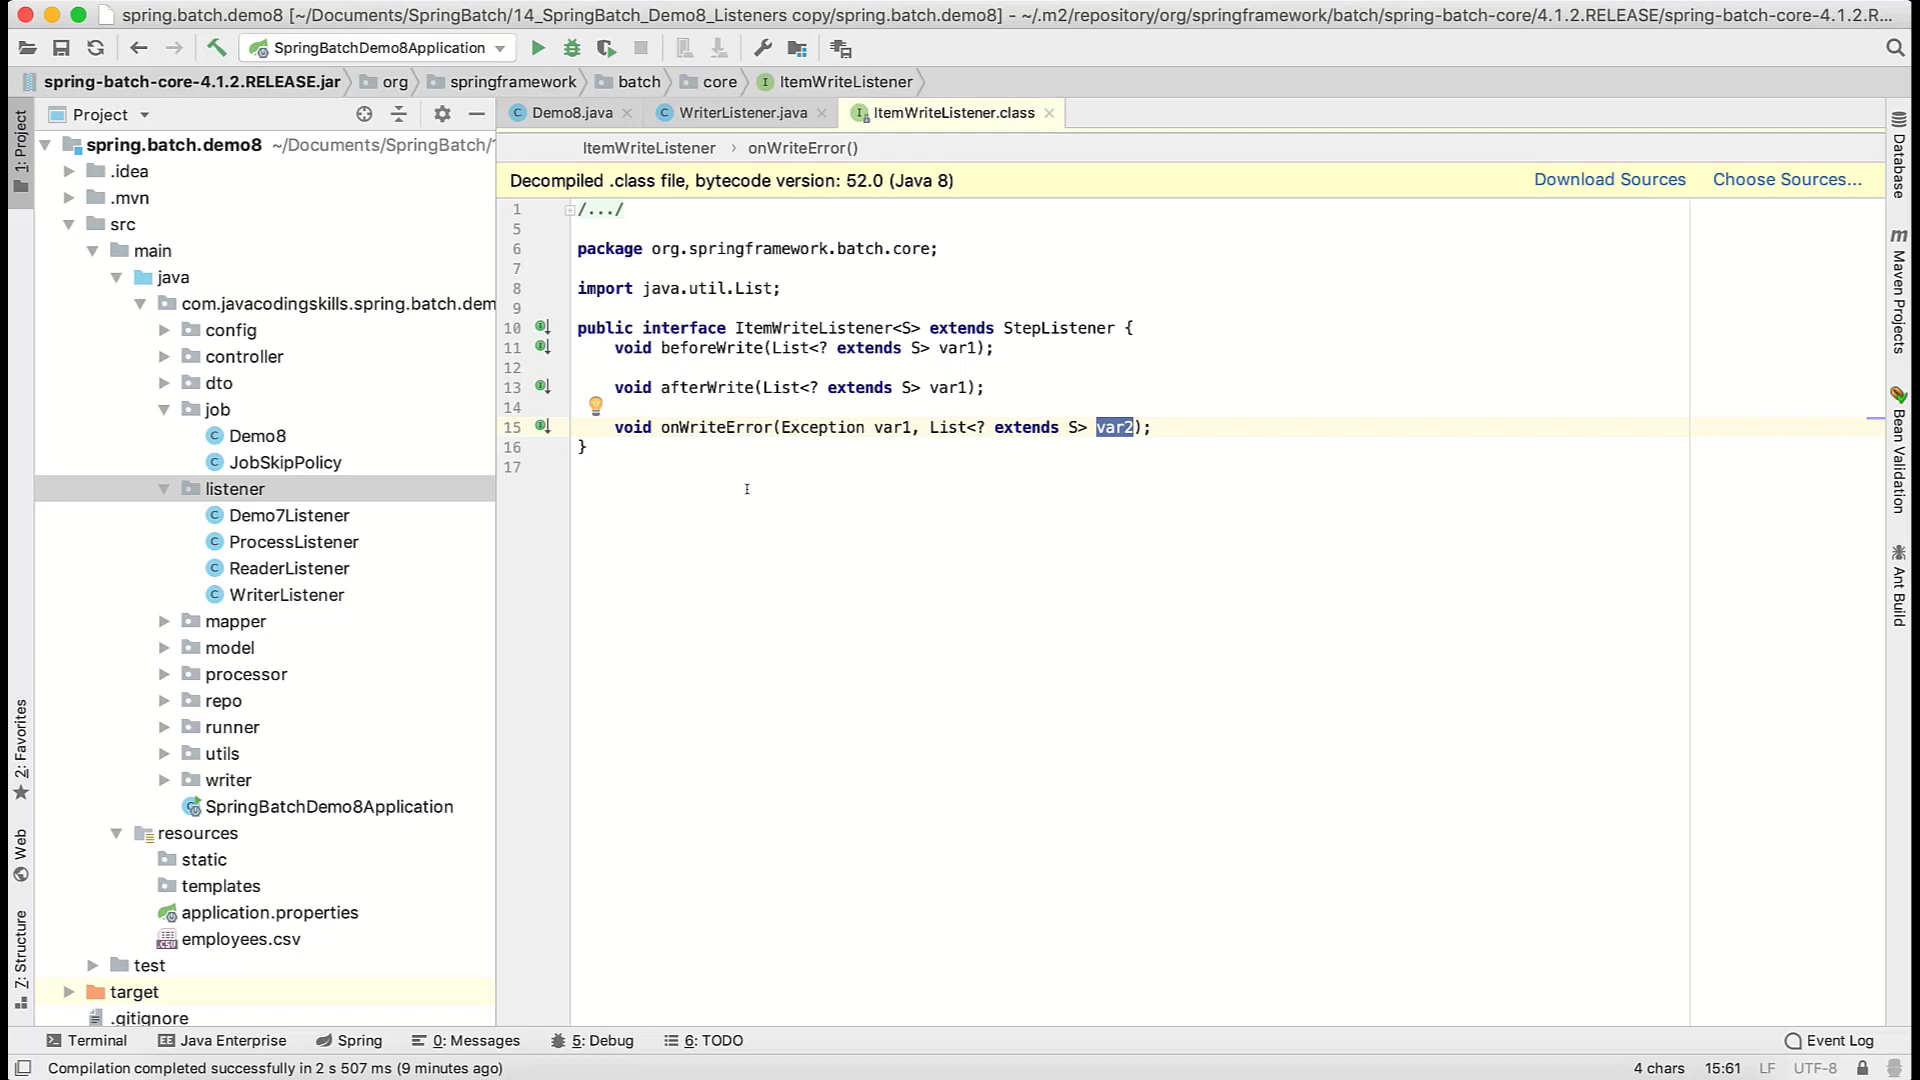 spring.batch.demo8 [~/Documents/SpringBatch/14_SpringBatch_Demo8_Listeners copy/spring.batch.demo8] - ~/.m2/repository/org/springframework/batch/spring-batch-core/4.1.2.RELEASE/spring-batch-core-4.1.2.R...
SpringBatchDemo8Application
spring-batch-core-4.1.2.RELEASE.jar org springframework batch core ItemWriteListener
1: Project
Project
Demo8.java WriterListener.java ItemWriteListener.class
spring.batch.demo8 ~/Documents/SpringBatch/1
ItemWriteListener › onWriteError()
.idea
Decompiled .class file, bytecode version: 52.0 (Java 8) Download Sources Choose Sources...
.mvn
src
main
java
com.javacodingskills.spring.batch.dem
config
controller
dto
job
Demo8
JobSkipPolicy
listener
Demo7Listener
ProcessListener
ReaderListener
WriterListener
mapper
model
processor
repo
runner
utils
writer
SpringBatchDemo8Application
resources
static
templates
application.properties
employees.csv
test
target
.gitignore
1 /.../
5
6 package org.springframework.batch.core;
7
8 import java.util.List;
9
10 public interface ItemWriteListener<S> extends StepListener {
11 void beforeWrite(List<? extends S> var1);
12
13 void afterWrite(List<? extends S> var1);
14
15 void onWriteError(Exception var1, List<? extends S> var2);
16 }
17
Database
m Maven Projects
Bean Validation
Ant Build
2: Favorites
Web
Z: Structure
Terminal Java Enterprise Spring 0: Messages 5: Debug 6: TODO Event Log
Compilation completed successfully in 2 s 507 ms (9 minutes ago) 4 chars 15:61 LF UTF-8